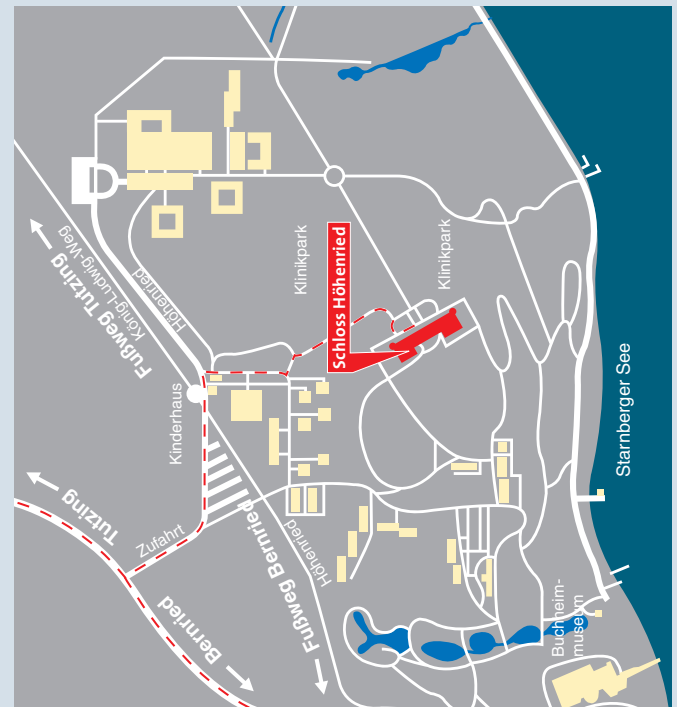 Fußweg Tutzing
König-Ludwig-Weg
Höhenried
Klinikpark
Schloss Höhenried
Klinikpark
Kinderhaus
Starnberger See
Tutzing
Zufahrt
Bernried
Fußweg Bernried
Höhenried
Buchheim-
museum